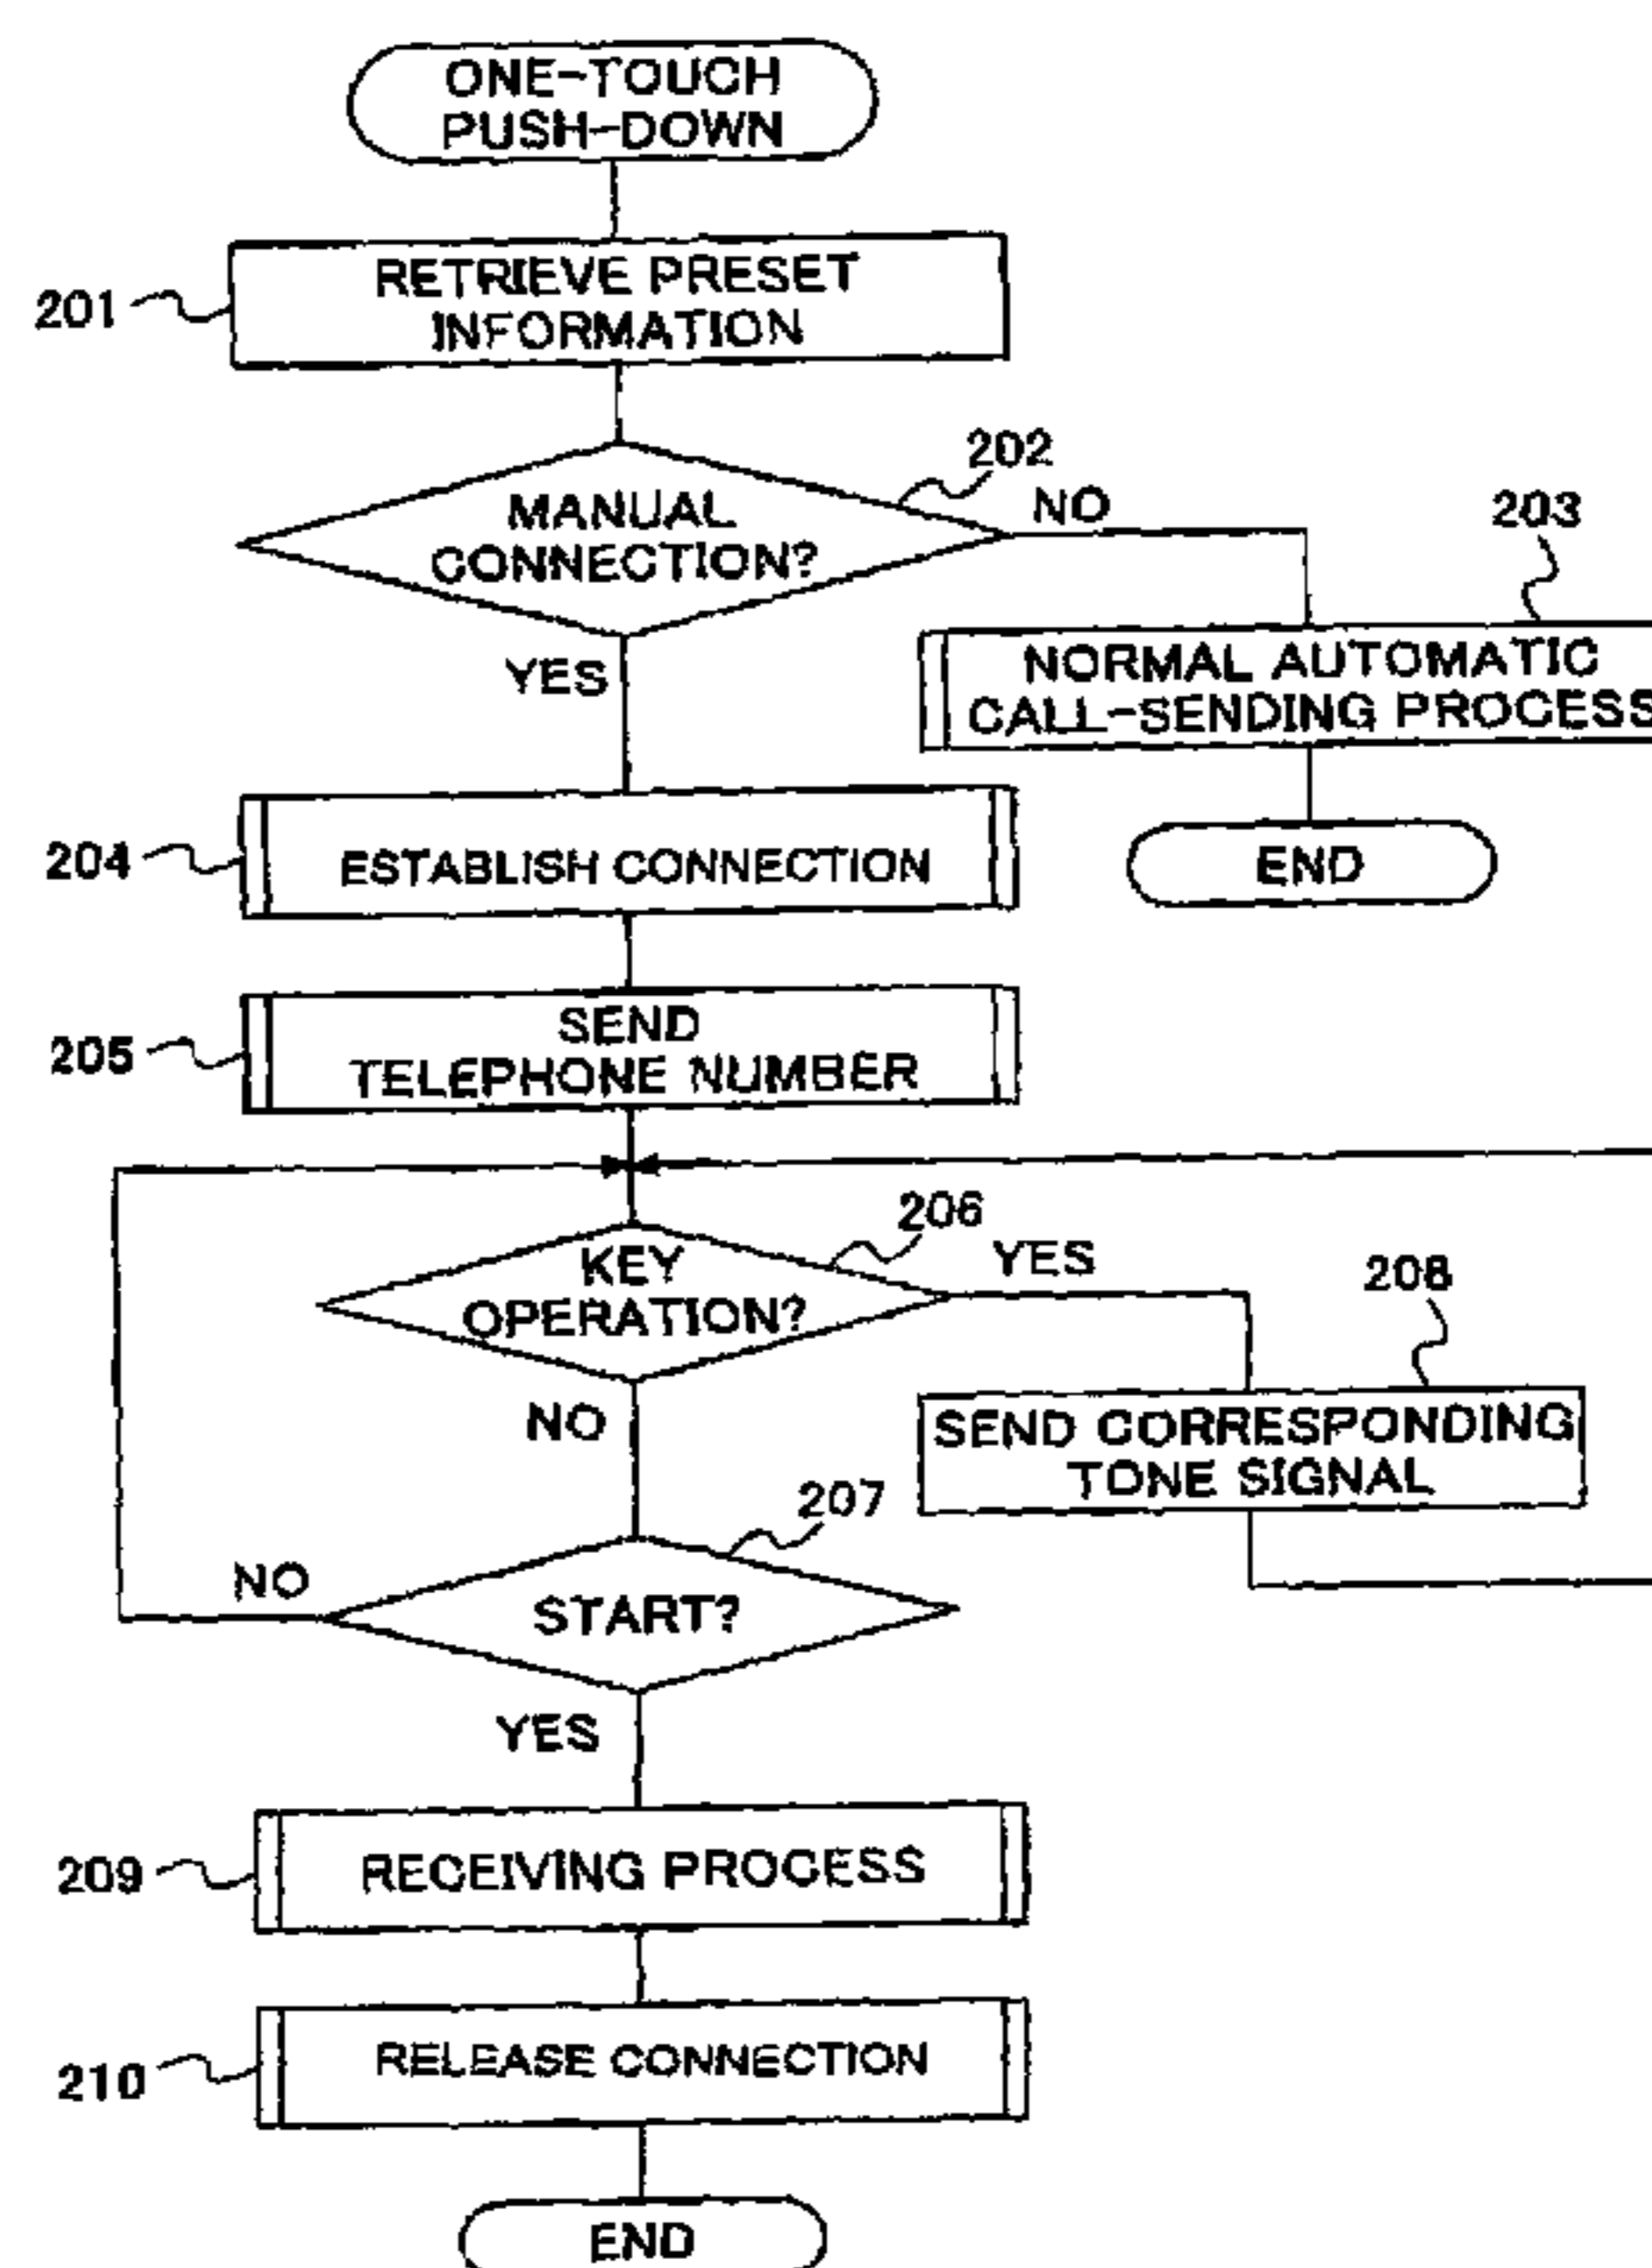 ONE-TOUCH
PUSH-DOWN
201
RETRIEVE PRESET
INFORMATION
202
MANUAL
CONNECTION?
NO
YES
203
NORMAL AUTOMATIC
CALL-SENDING PROCESS
END
204
ESTABLISH CONNECTION
205
SEND
TELEPHONE NUMBER
206
KEY
OPERATION?
YES
NO
208
SEND CORRESPONDING
TONE SIGNAL
207
START?
NO
YES
209
RECEIVING PROCESS
210
RELEASE CONNECTION
END